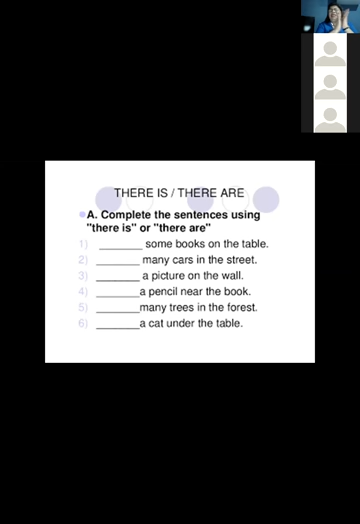 THERE IS / THERE ARE
A. Complete the sentences using
"there is" or "there are"
1) _______ some books on the table.
2) _______ many cars in the street.
3) _______ a picture on the wall.
4) _______a pencil near the book.
5) _______many trees in the forest.
6) _______a cat under the table.